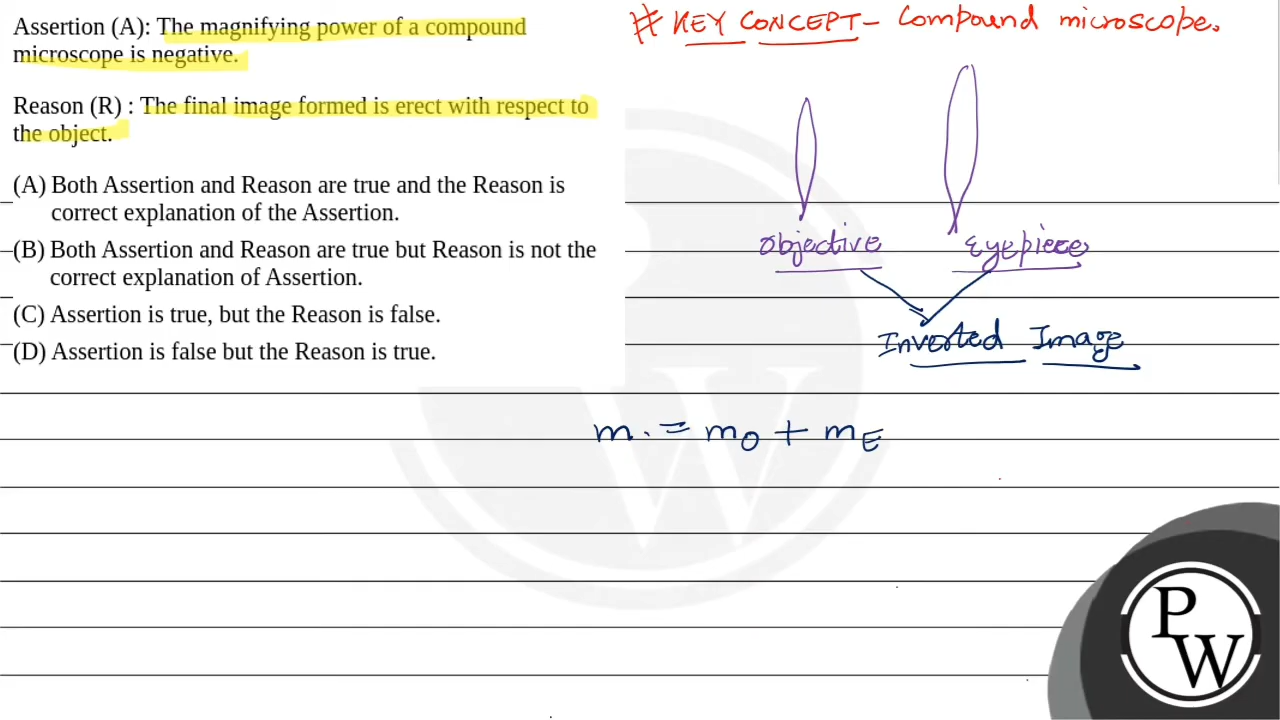 Assertion (A): The magnifying power of a compound
microscope is negative.
Reason (R) : The final image formed is erect with respect to
the object.
(A) Both Assertion and Reason are true and the Reason is
correct explanation of the Assertion.
(B) Both Assertion and Reason are true but Reason is not the
correct explanation of Assertion.
(C) Assertion is true, but the Reason is false.
(D) Assertion is false but the Reason is true.
# KEY CONCEPT - Compound microscope.
Objective Eyepiece
Inverted Image
m. = mO + mE
P
W